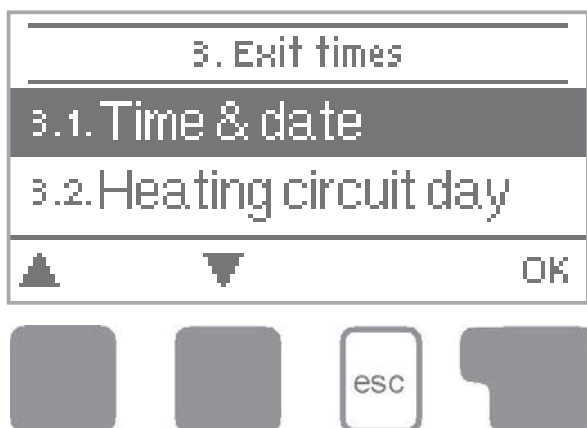 3. Exit times
3.1. Time & date
3.2. Heating circuit day
OK
esc